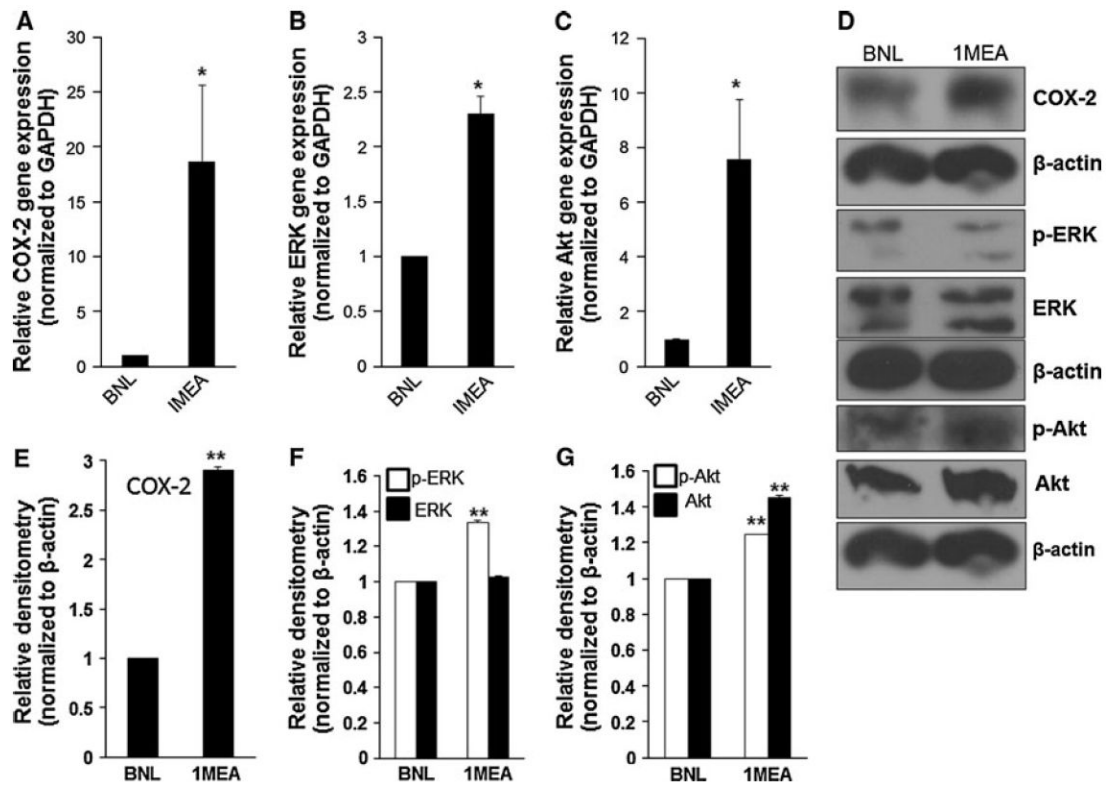 A
Relative COX-2 gene expression
(normalized to GAPDH)
30
25
20
15
10
5
0
*
BNL
IMEA
B
Relative ERK gene expression
(normalized to GAPDH)
3
2.5
2
1.5
1
0.5
0
*
BNL
IMEA
C
Relative Akt gene expression
(normalized to GAPDH)
12
10
8
6
4
2
0
*
BNL
IMEA
D
BNL 1MEA
COX-2
β-actin
p-ERK
ERK
β-actin
p-Akt
Akt
β-actin
E
Relative densitometry
(normalized to β-actin)
3
2.5
2
1.5
1
0.5
0
COX-2
**
BNL 1MEA
F
Relative densitometry
(normalized to β-actin)
1.6
1.4
1.2
1
0.8
0.6
0.4
0.2
0
p-ERK
ERK
**
BNL 1MEA
G
Relative densitometry
(normalized to β-actin)
1.6
1.4
1.2
1
0.8
0.6
0.4
0.2
0
p-Akt
Akt
**
**
BNL 1MEA